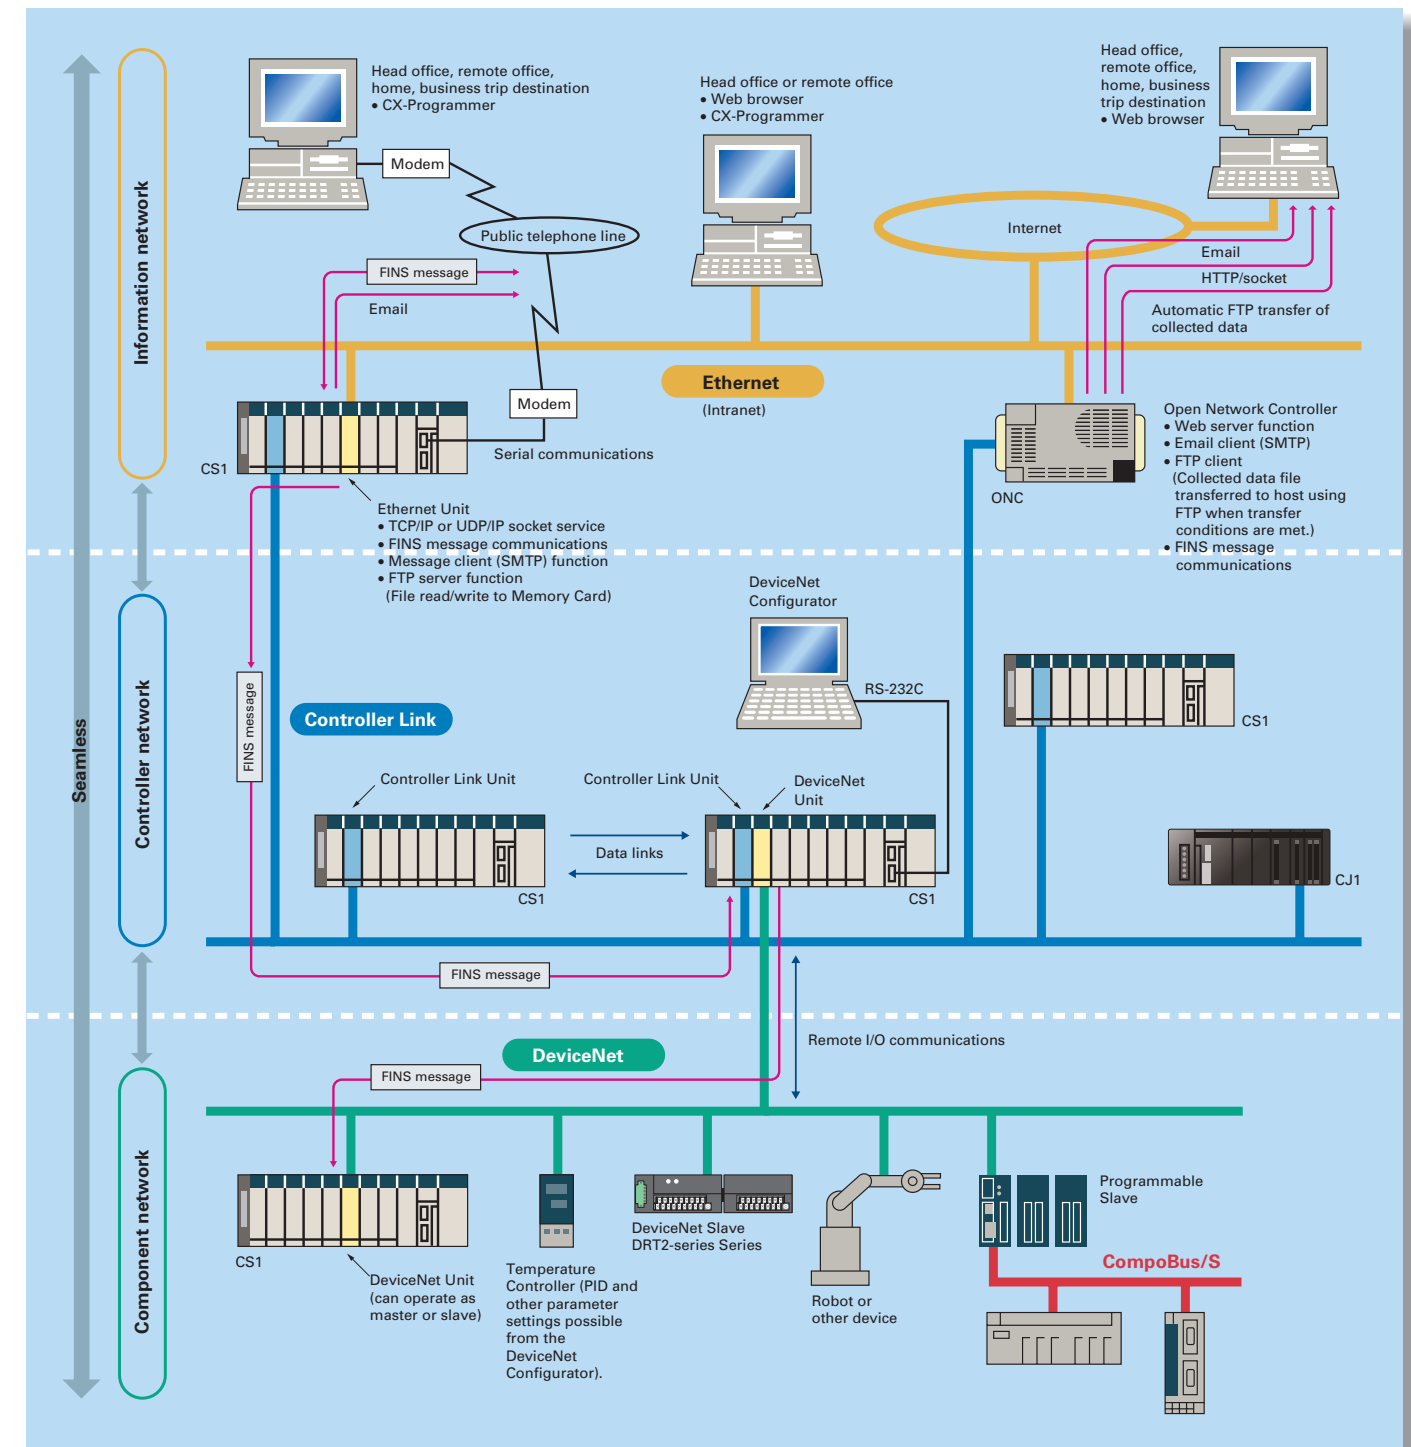 Head office, remote office,
home, business trip destination
• CX-Programmer
Head office or remote office
• Web browser
• CX-Programmer
Head office,
remote office,
home, business
trip destination
• Web browser
Modem
Public telephone line
Internet
FINS message
Email
Email
HTTP/socket
Automatic FTP transfer of
collected data
Information network
Ethernet
(Intranet)
Modem
Serial communications
CS1
Ethernet Unit
• TCP/IP or UDP/IP socket service
• FINS message communications
• Message client (SMTP) function
• FTP server function
(File read/write to Memory Card)
ONC
Open Network Controller
• Web server function
• Email client (SMTP)
• FTP client
(Collected data file
transferred to host using
FTP when transfer
conditions are met.)
• FINS message
communications
Seamless
Controller network
FINS message
Controller Link
DeviceNet
Configurator
RS-232C
CS1
Controller Link Unit
Controller Link Unit
DeviceNet
Unit
Data links
CS1
CS1
CJ1
FINS message
Remote I/O communications
DeviceNet
FINS message
Component network
CS1
DeviceNet Unit
(can operate as
master or slave)
Temperature
Controller (PID and
other parameter
settings possible
from the
DeviceNet
Configurator).
DeviceNet Slave
DRT2-series Series
Robot or
other device
Programmable
Slave
CompoBus/S